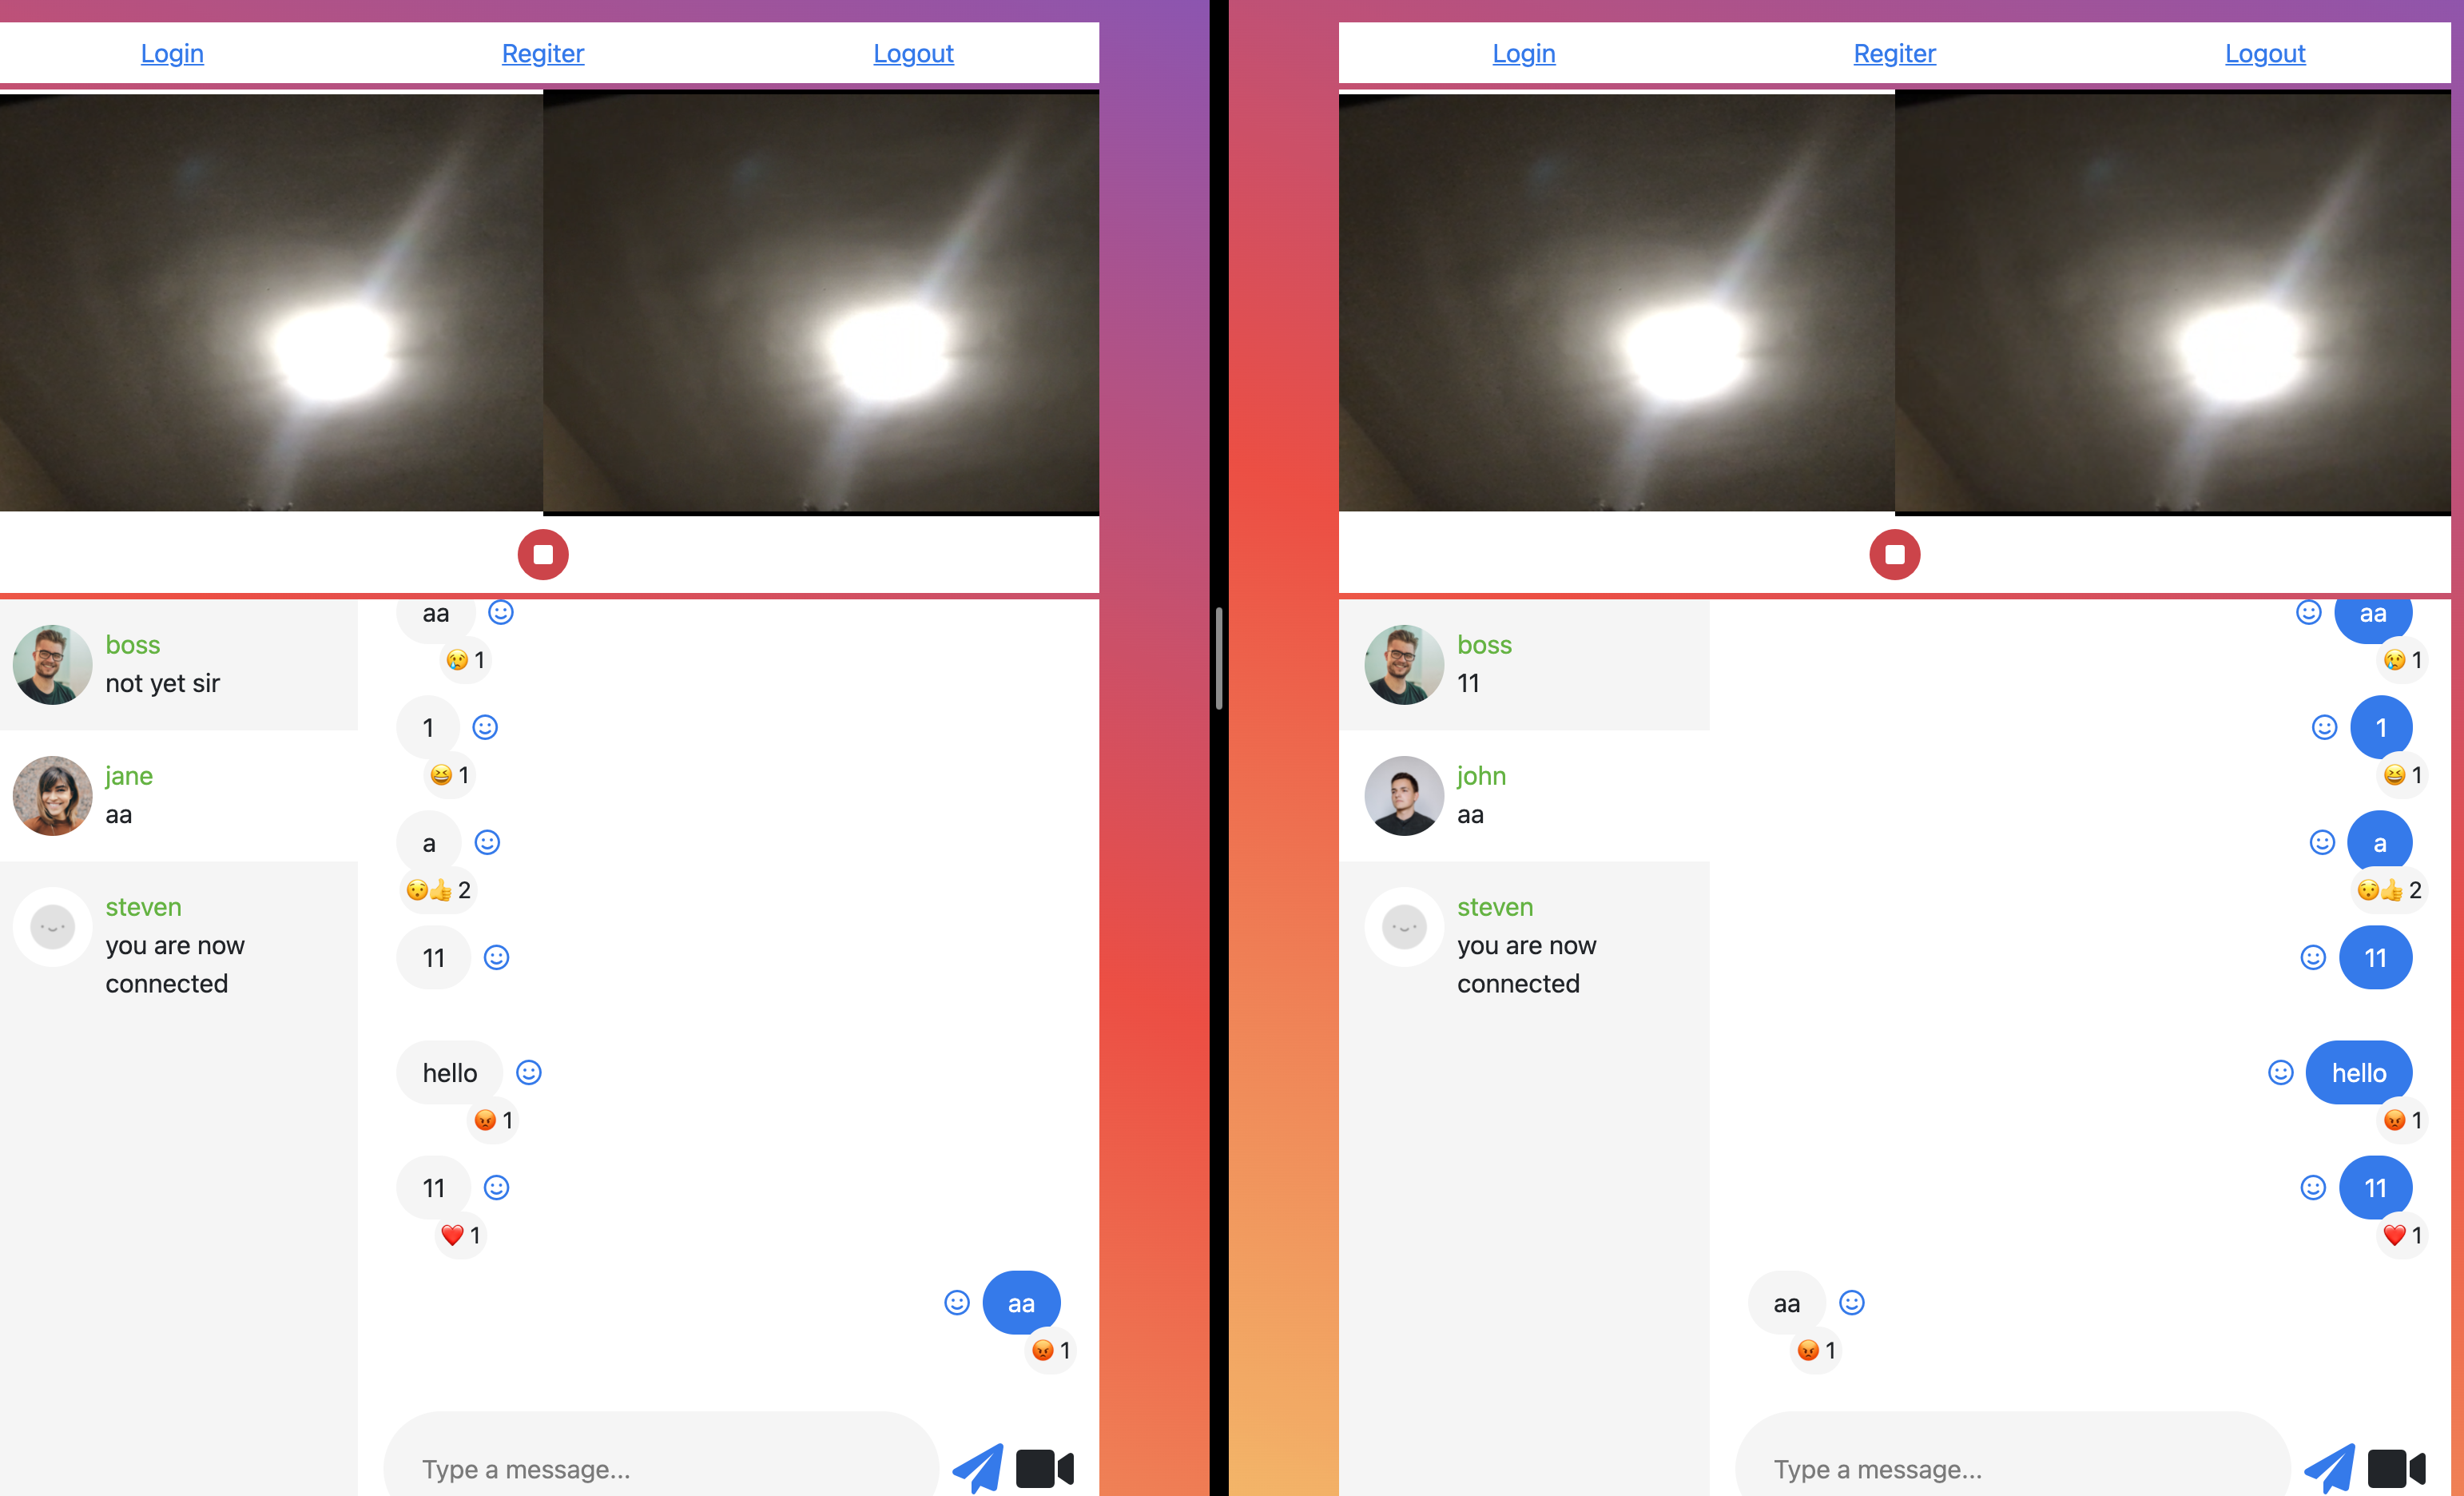 Login Regiter Logout
boss
not yet sir
jane
aa
steven
you are now
connected
aa
😢 1
1
😆 1
a
😯👍 2
11
hello
😡 1
11
❤️ 1
aa
😡 1
Type a message...
Login Regiter Logout
boss
11
john
aa
steven
you are now
connected
aa
😢 1
1
😆 1
a
😯👍 2
11
hello
😡 1
11
❤️ 1
aa
😡 1
Type a message...